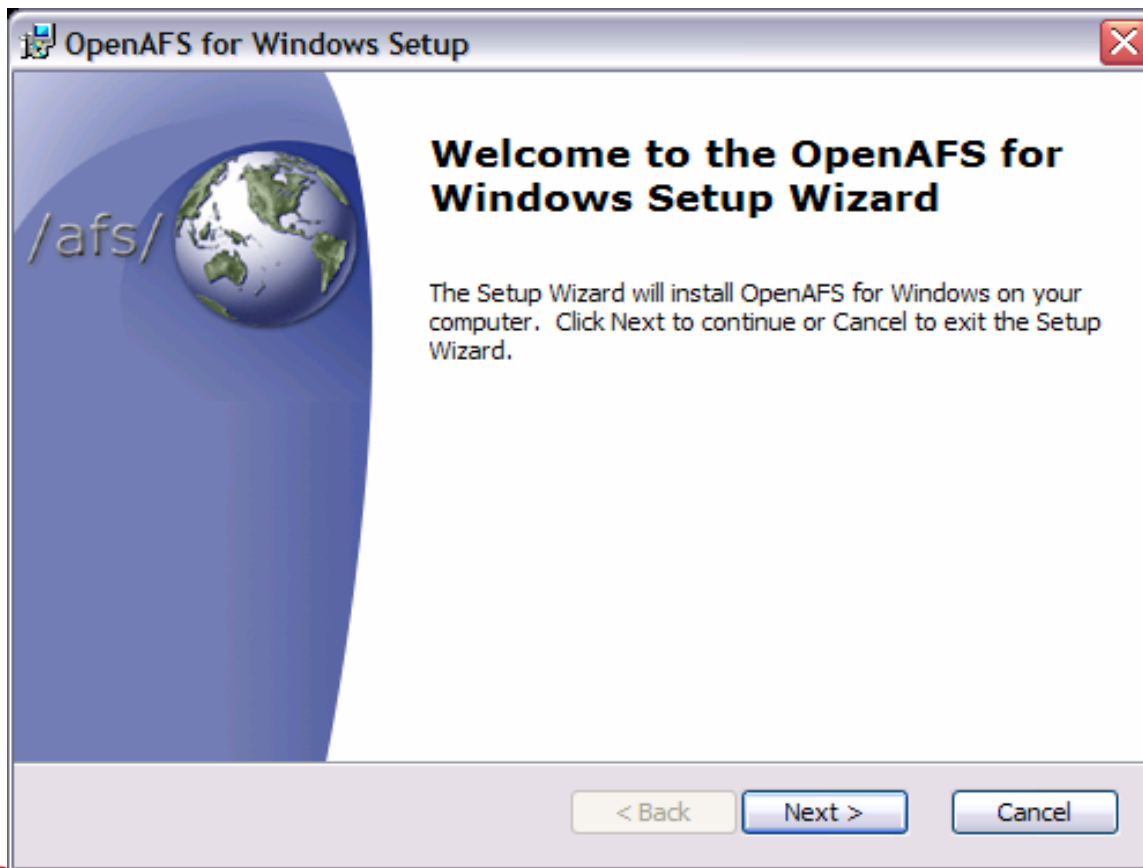 OpenAFS for Windows Setup
/afs/
Welcome to the OpenAFS for
Windows Setup Wizard
The Setup Wizard will install OpenAFS for Windows on your
computer. Click Next to continue or Cancel to exit the Setup
Wizard.
< Back
Next >
Cancel